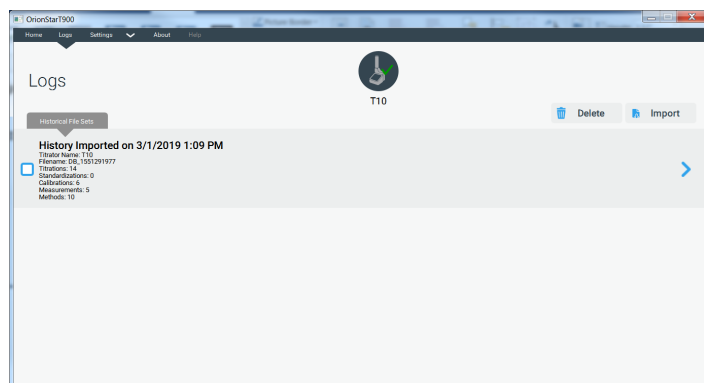 OrionStarT900
Home Logs Settings About Help
Logs
T10
Delete Import
Historical File Sets
History Imported on 3/1/2019 1:09 PM
Titrator Name: T10
Filename: DB_1551291977
Titrations: 14
Standardizations: 0
Calibrations: 6
Measurements: 5
Methods: 10